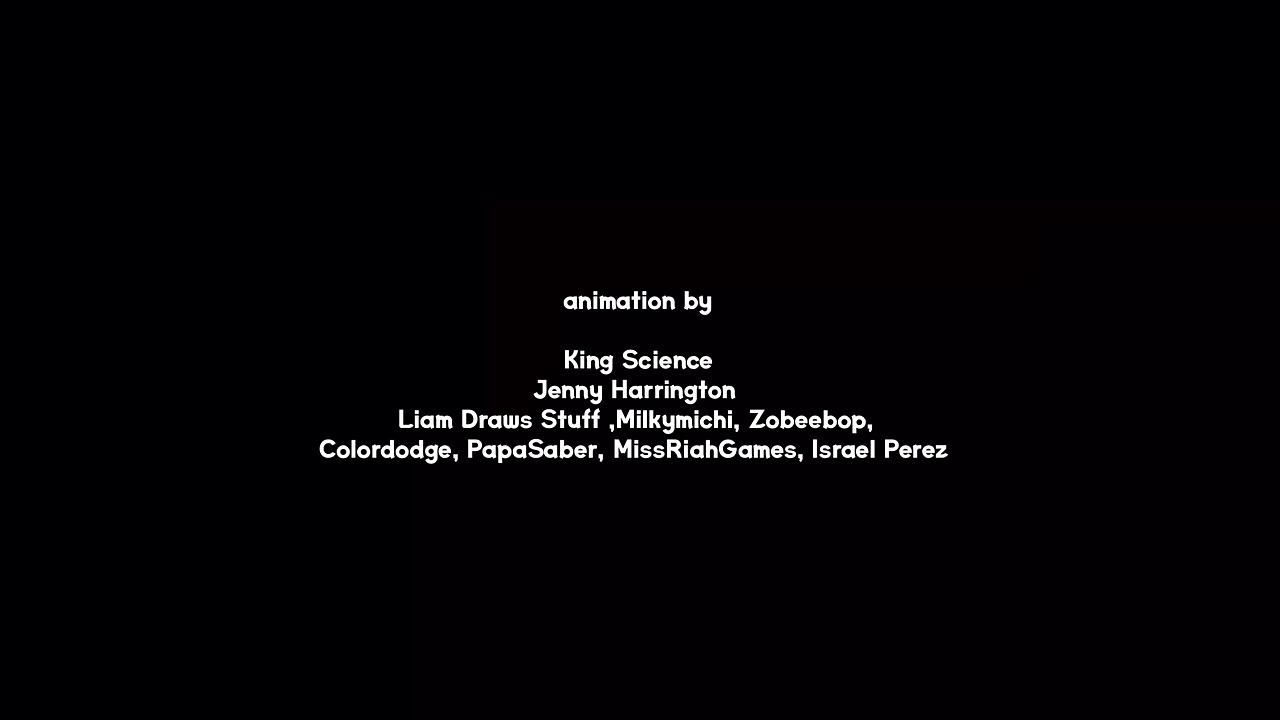 animation by
King Science
Jenny Harrington
Liam Draws Stuff ,Milkymichi, Zobeebop,
Colordodge, PapaSaber, MissRiahGames, Israel Perez